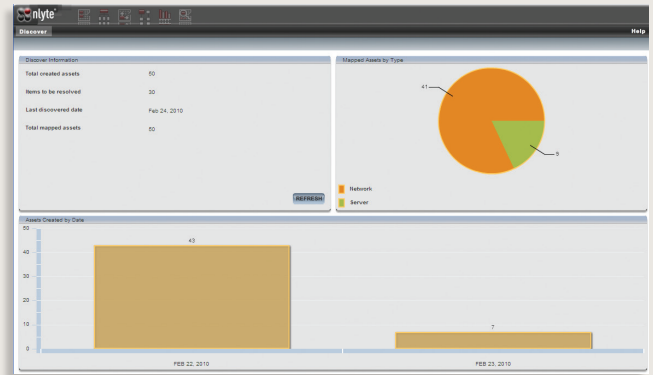 nlyte
Discover
Help
Discover Information
Total created assets 50
Items to be resolved 30
Last discovered date Feb 24, 2010
Total mapped assets 50
REFRESH
Mapped Assets by Type
41
9
Network
Server
Assets Created by Date
50
40
30
20
10
0
43
7
FEB 22, 2010
FEB 23, 2010